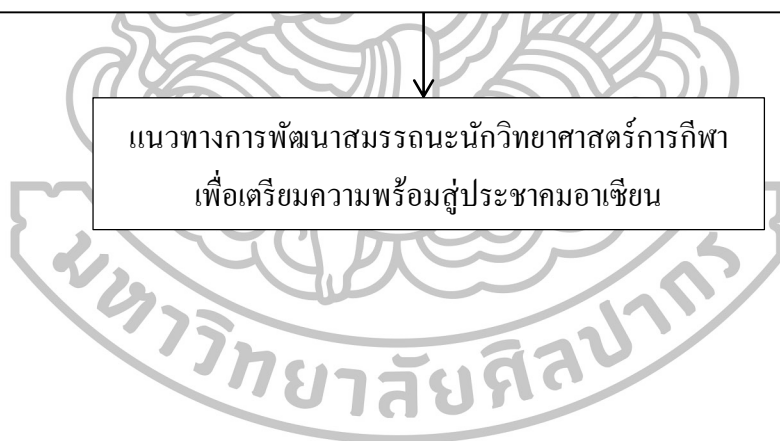 แนวทางการพัฒนาสมรรถนะนักวิทยาศาสตร์การกีฬา
เพื่อเตรียมความพร้อมสู่ประชาคมอาเซียน
มหาวิทยาลัยศิลปากร